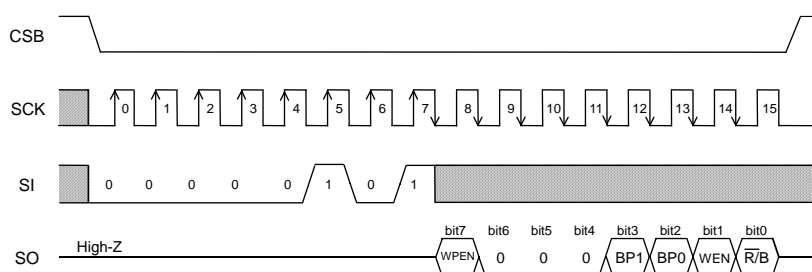 CSB
SCK 0 1 2 3 4 5 6 7 8 9 10 11 12 13 14 15
SI 0 0 0 0 0 1 0 1
bit7 bit6 bit5 bit4 bit3 bit2 bit1 bit0
SO High-Z WPEN 0 0 0 BP1 BP0 WEN R̅/B